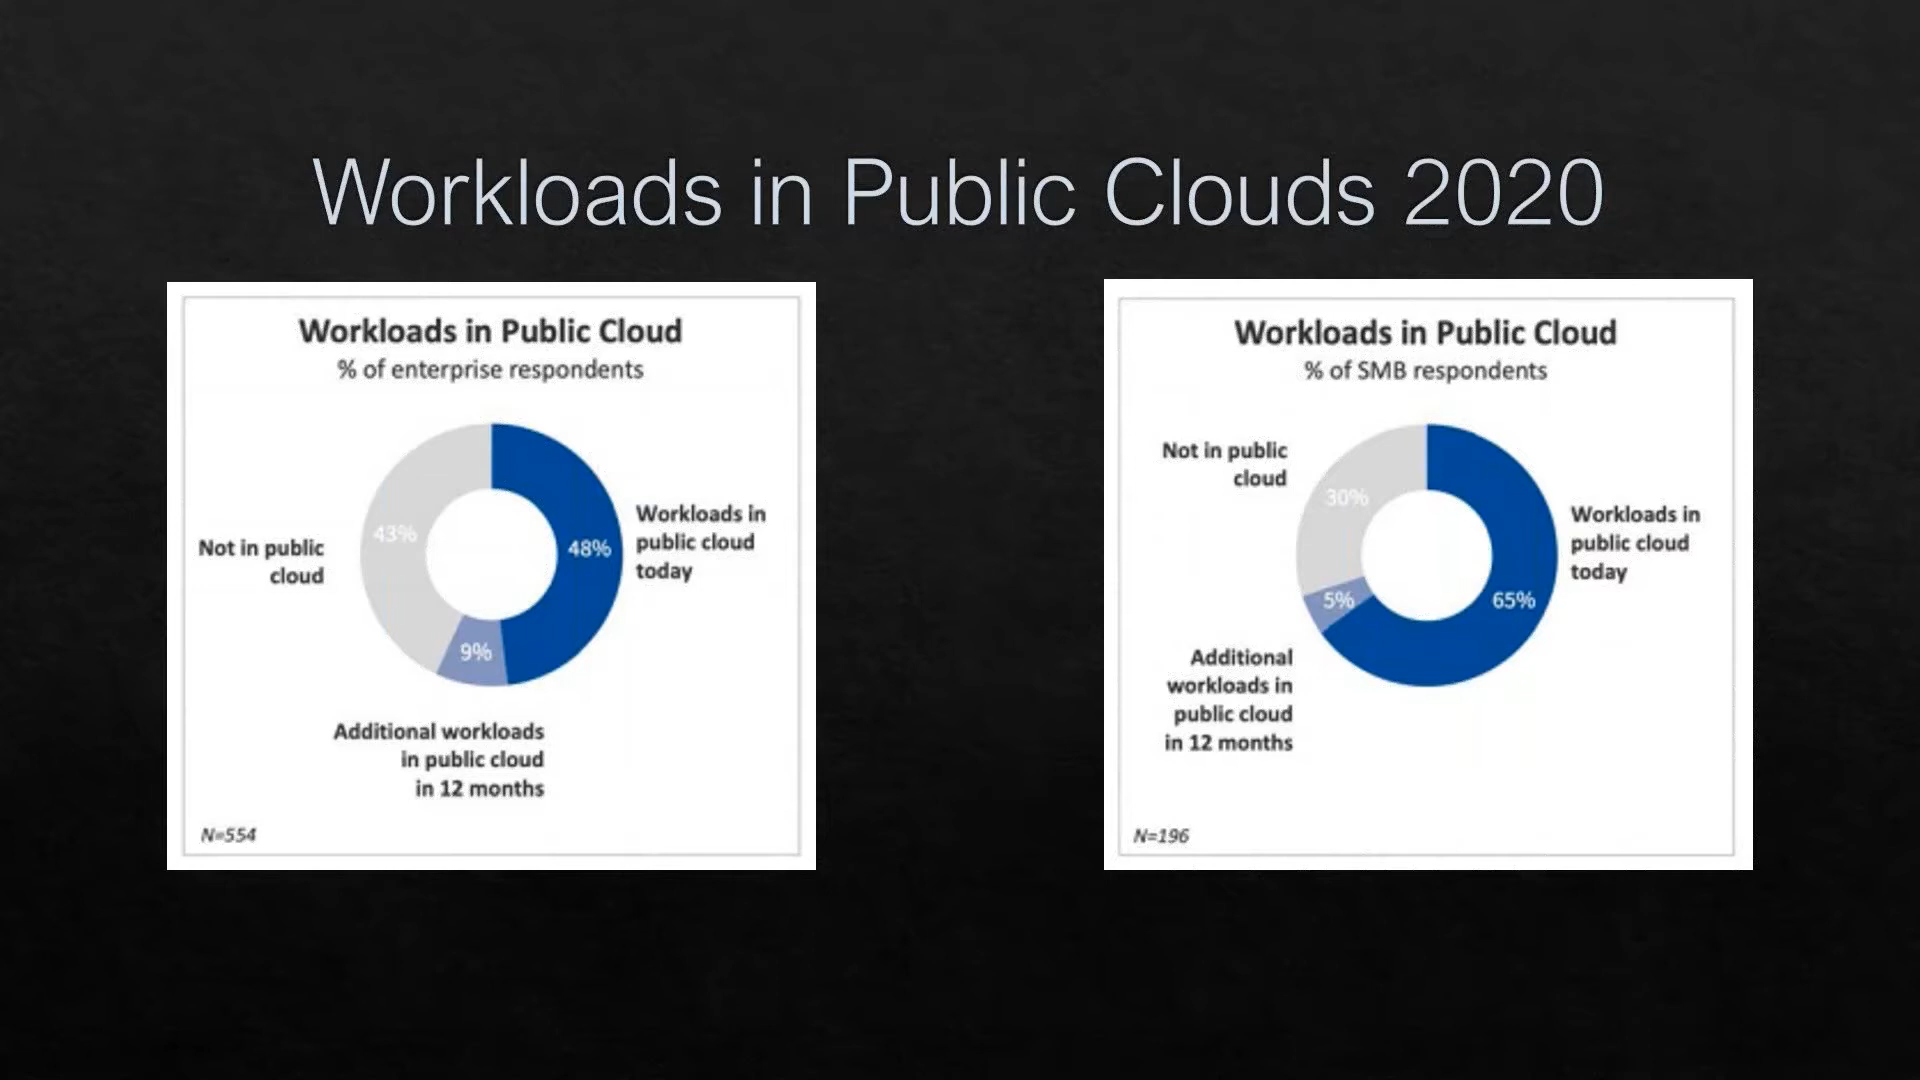 Workloads in Public Clouds 2020
Workloads in Public Cloud
% of enterprise respondents
43%
48%
9%
Not in public
cloud
Workloads in
public cloud
today
Additional workloads
in public cloud
in 12 months
N=554
Workloads in Public Cloud
% of SMB respondents
Not in public
cloud
30%
5%
65%
Workloads in
public cloud
today
Additional
workloads in
public cloud
in 12 months
N=196